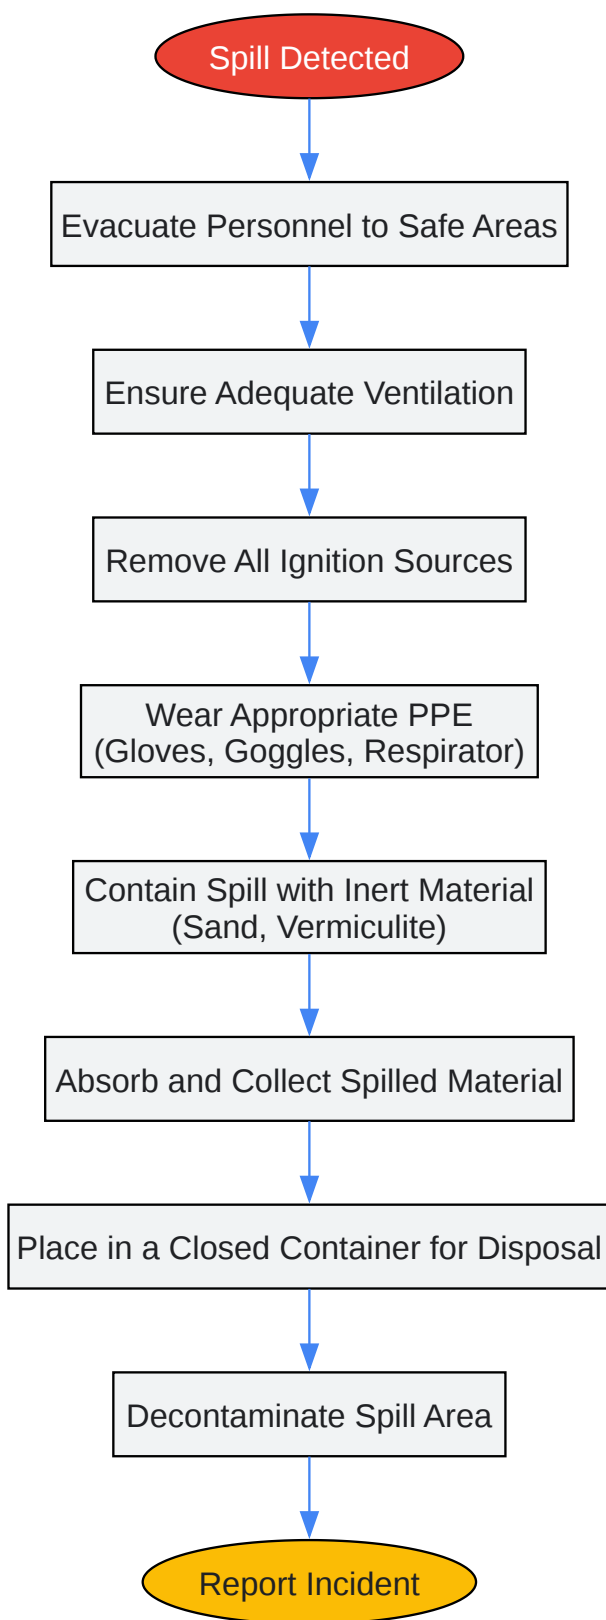 Spill Detected
Evacuate Personnel to Safe Areas
Ensure Adequate Ventilation
Remove All Ignition Sources
Wear Appropriate PPE
(Gloves, Goggles, Respirator)
Contain Spill with Inert Material
(Sand, Vermiculite)
Absorb and Collect Spilled Material
Place in a Closed Container for Disposal
Decontaminate Spill Area
Report Incident